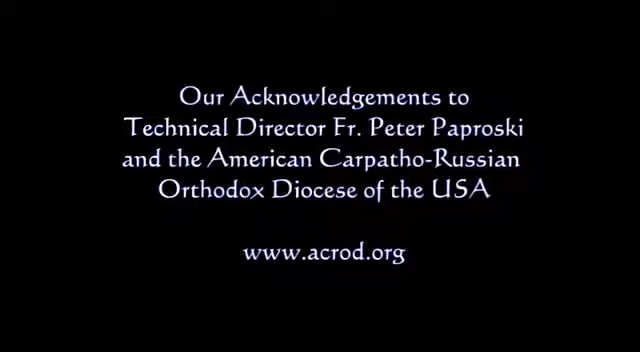 Our Acknowledgements to
Technical Director Fr. Peter Paproski
and the American Carpatho-Russian
Orthodox Diocese of the USA
www.acrod.org